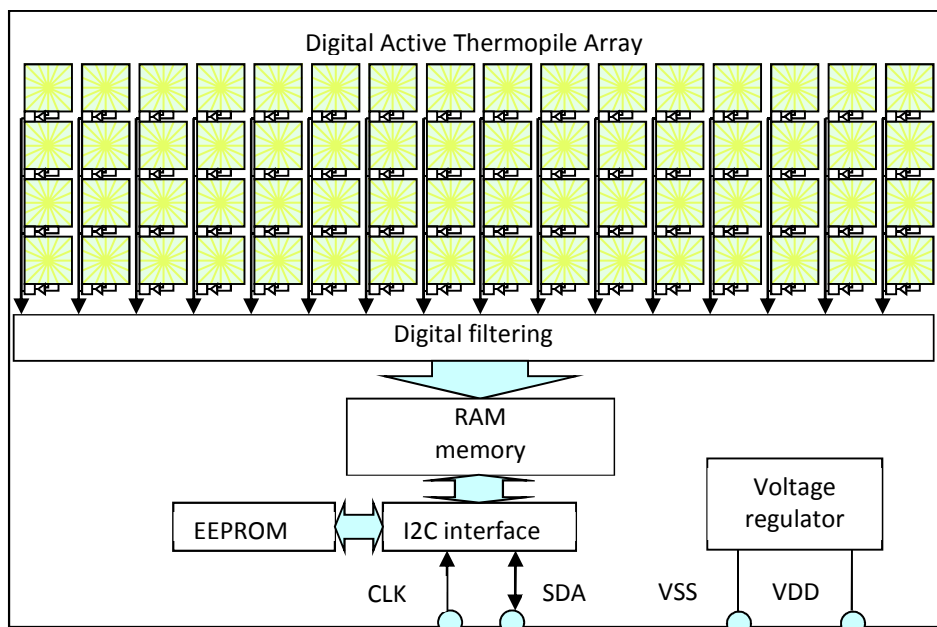 Digital Active Thermopile Array
Digital filtering
RAM
memory
Voltage
regulator
EEPROM
I2C interface
CLK
SDA
VSS
VDD